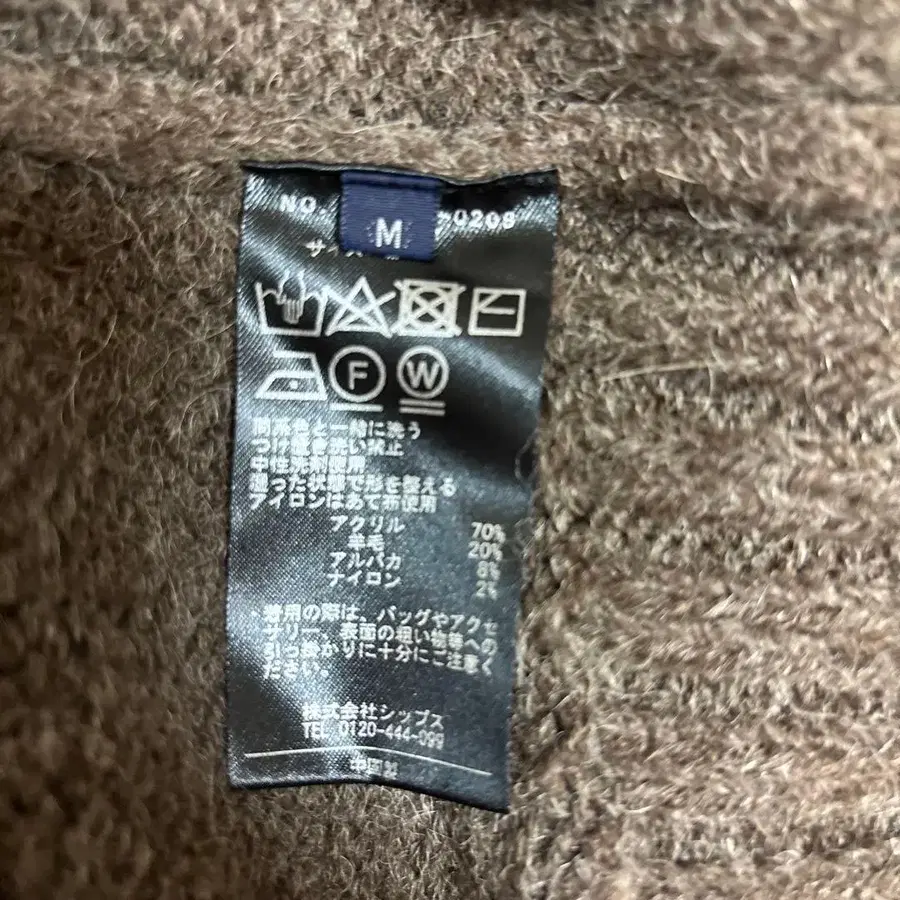 NO. 0208
M
サイズ
F W
同系色と一緒に洗う
つけ置き洗い禁止
中性洗剤使用
湿った状態で形を整える
アイロンはあて布使用
アクリル 70%
羊毛 20%
アルパカ 8%
ナイロン 2%
着用の際は、バッグやアクセ
サリー、表面の粗い物等への
引っ掛かりに十分にご注意く
ださい。
株式会社シップス
TEL 0120-444-099
中国製